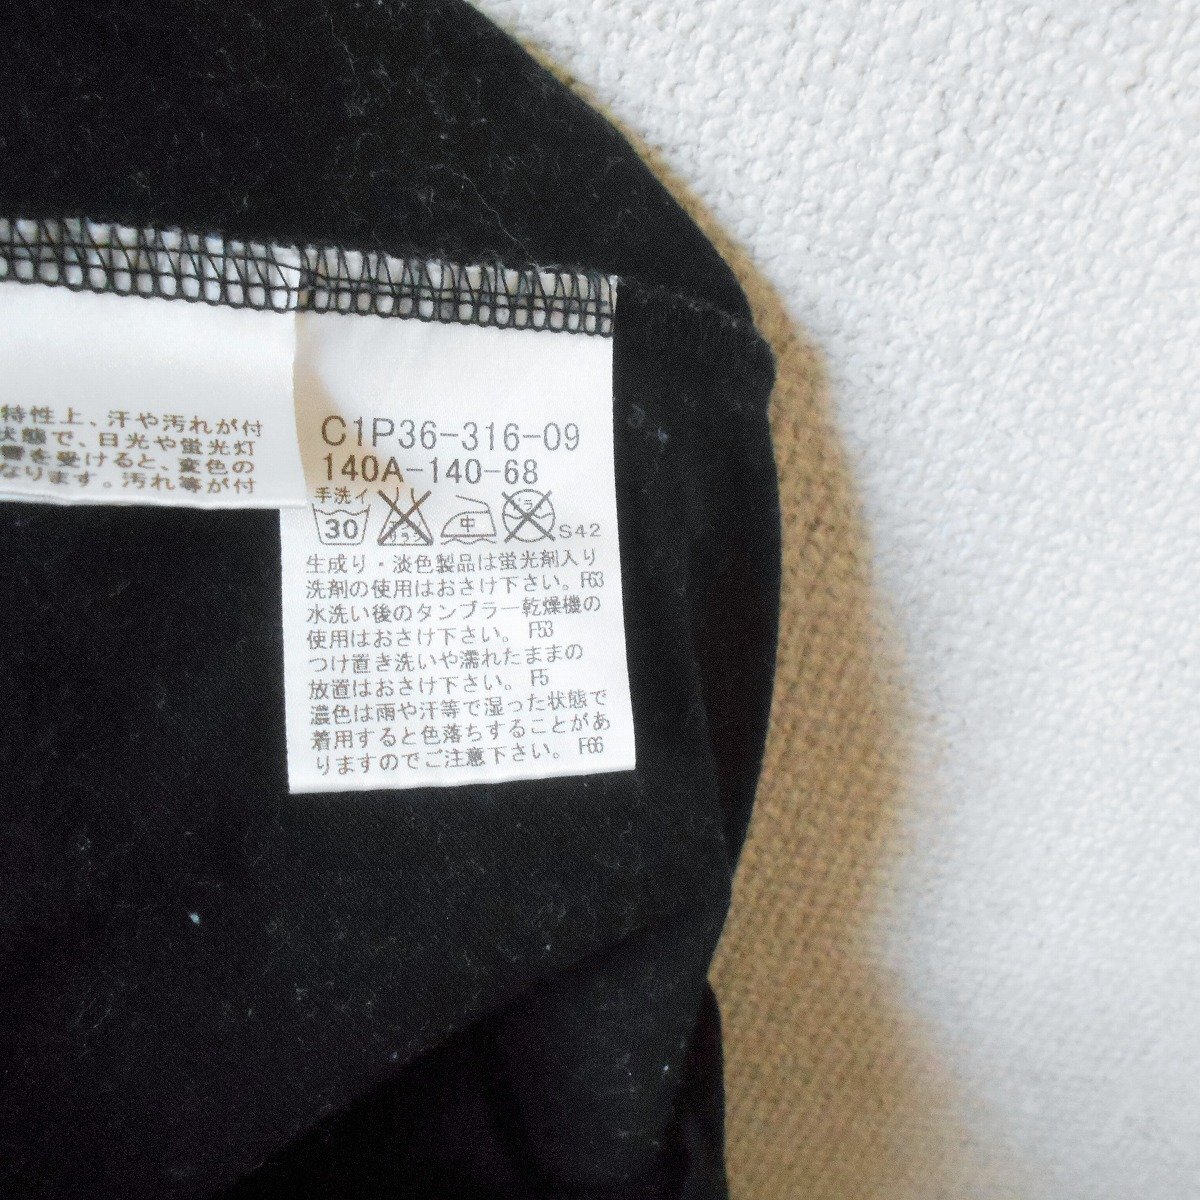 特性上、汗や汚れが付
状態で、日光や蛍光灯
響を受けると、変色の
なります。汚れ等が付
C1P36-316-09
140A-140-68
手洗イ
30
中
S42
生成り・淡色製品は蛍光剤入り
洗剤の使用はおさけ下さい。F63
水洗い後のタンブラー乾燥機の
使用はおさけ下さい。 F53
つけ置き洗いや濡れたままの
放置はおさけ下さい。 F5
濃色は雨や汗等で湿った状態で
着用すると色落ちすることがあ
りますのでご注意下さい。 F66